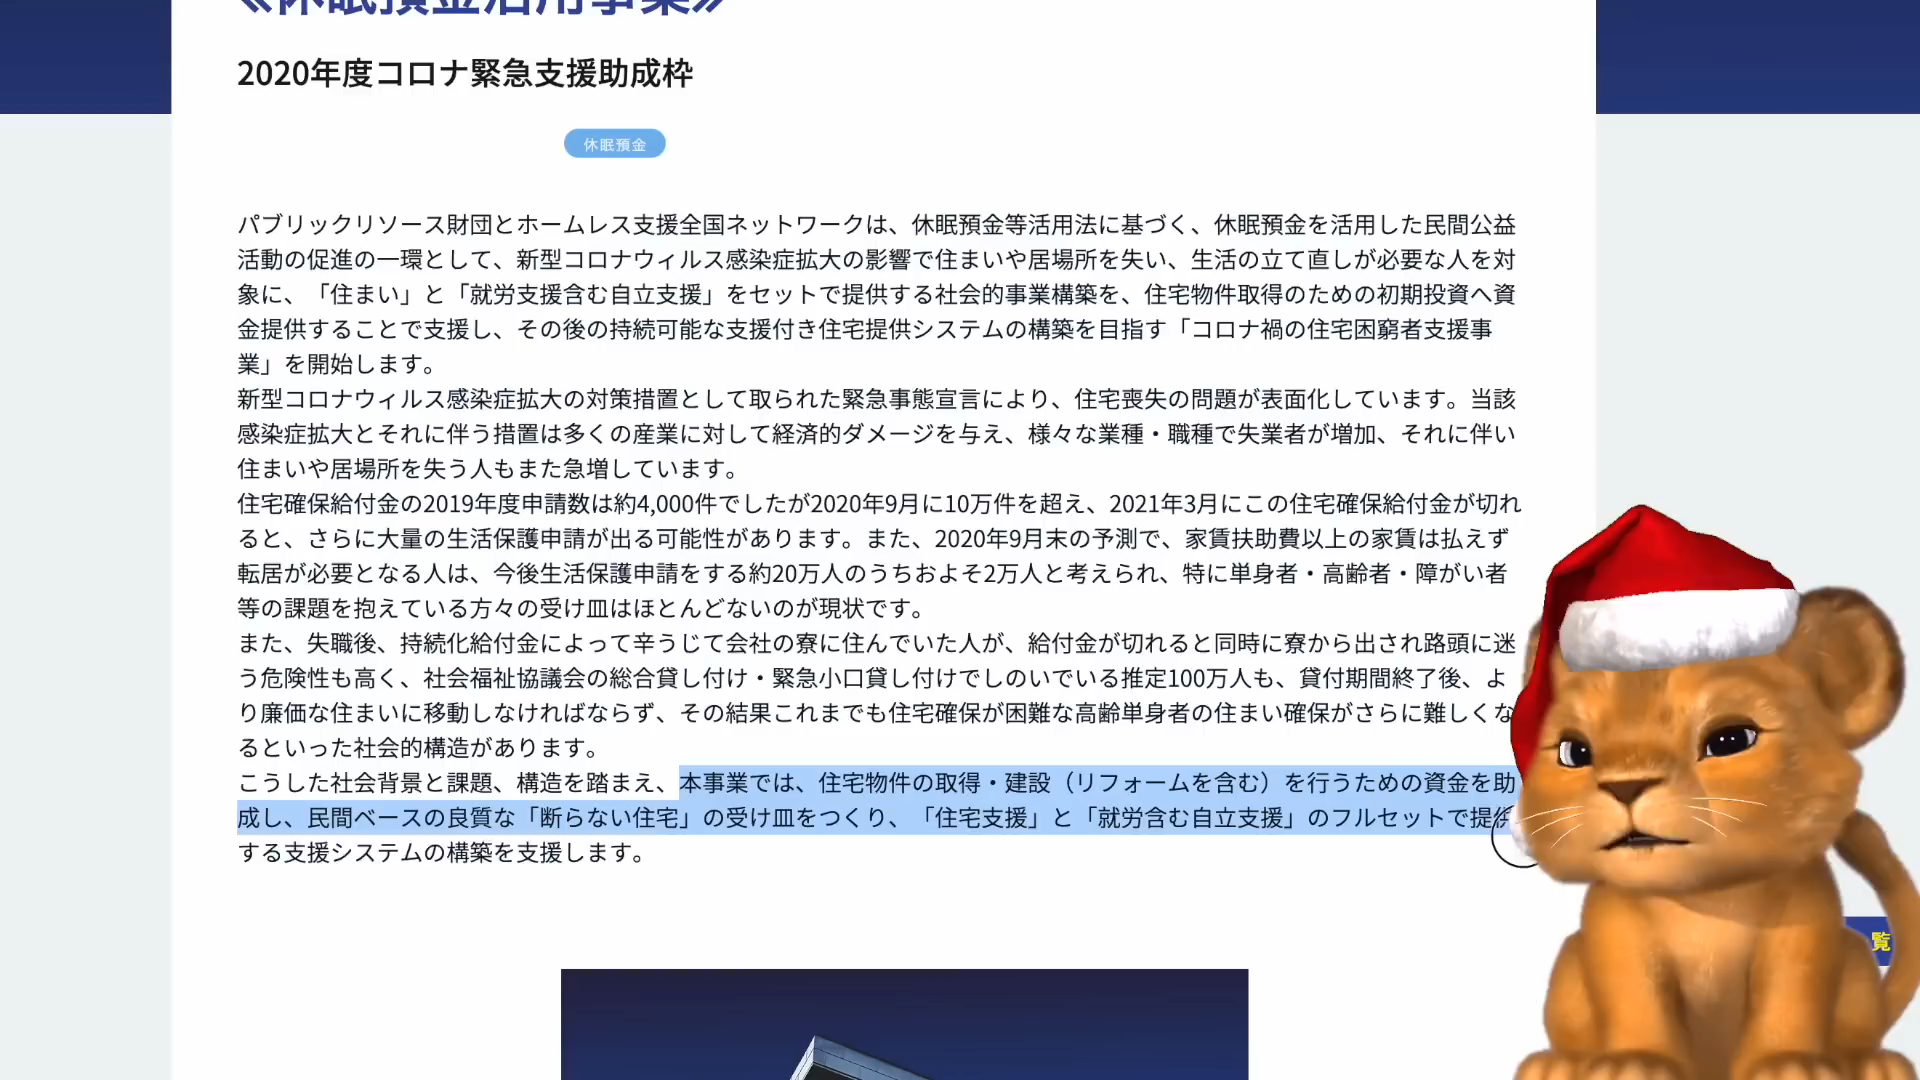 《休眠預金活用事業》
2020年度コロナ緊急支援助成枠
休眠預金
パブリックリソース財団とホームレス支援全国ネットワークは、休眠預金等活用法に基づく、休眠預金を活用した民間公益
活動の促進の一環として、新型コロナウィルス感染症拡大の影響で住まいや居場所を失い、生活の立て直しが必要な人を対
象に、「住まい」と「就労支援含む自立支援」をセットで提供する社会的事業構築を、住宅物件取得のための初期投資へ資
金提供することで支援し、その後の持続可能な支援付き住宅提供システムの構築を目指す「コロナ禍の住宅困窮者支援事
業」を開始します。
新型コロナウィルス感染症拡大の対策措置として取られた緊急事態宣言により、住宅喪失の問題が表面化しています。当該
感染症拡大とそれに伴う措置は多くの産業に対して経済的ダメージを与え、様々な業種・職種で失業者が増加、それに伴い
住まいや居場所を失う人もまた急増しています。
住宅確保給付金の2019年度申請数は約4,000件でしたが2020年9月に10万件を超え、2021年3月にこの住宅確保給付金が切れ
ると、さらに大量の生活保護申請が出る可能性があります。また、2020年9月末の予測で、家賃扶助費以上の家賃は払えず
転居が必要となる人は、今後生活保護申請をする約20万人のうちおよそ2万人と考えられ、特に単身者・高齢者・障がい者
等の課題を抱えている方々の受け皿はほとんどないのが現状です。
また、失職後、持続化給付金によって辛うじて会社の寮に住んでいた人が、給付金が切れると同時に寮から出され路頭に迷
う危険性も高く、社会福祉協議会の総合貸し付け・緊急小口貸し付けでしのいでいる推定100万人も、貸付期間終了後、よ
り廉価な住まいに移動しなければならず、その結果これまでも住宅確保が困難な高齢単身者の住まい確保がさらに難しくな
るといった社会的構造があります。
こうした社会背景と課題、構造を踏まえ、本事業では、住宅物件の取得・建設（リフォームを含む）を行うための資金を助
成し、民間ベースの良質な「断らない住宅」の受け皿をつくり、「住宅支援」と「就労含む自立支援」のフルセットで提供
する支援システムの構築を支援します。
覧